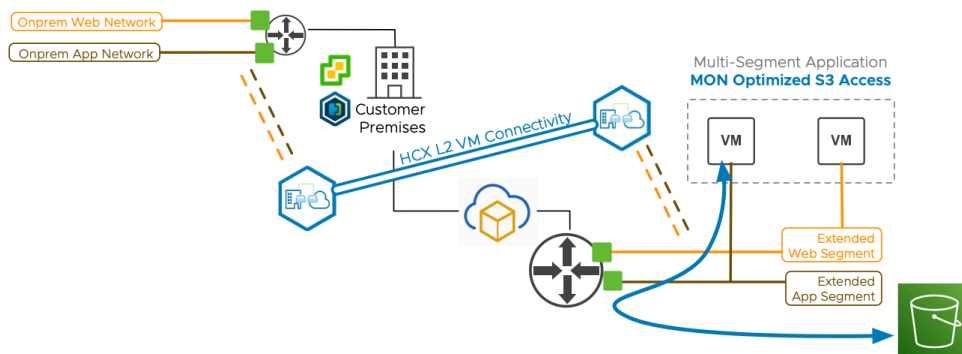 Onprem Web Network
Onprem App Network
Customer
Premises
HCX L2 VM Connectivity
Multi-Segment Application
MON Optimized S3 Access
VM
VM
Extended
Web Segment
Extended
App Segment